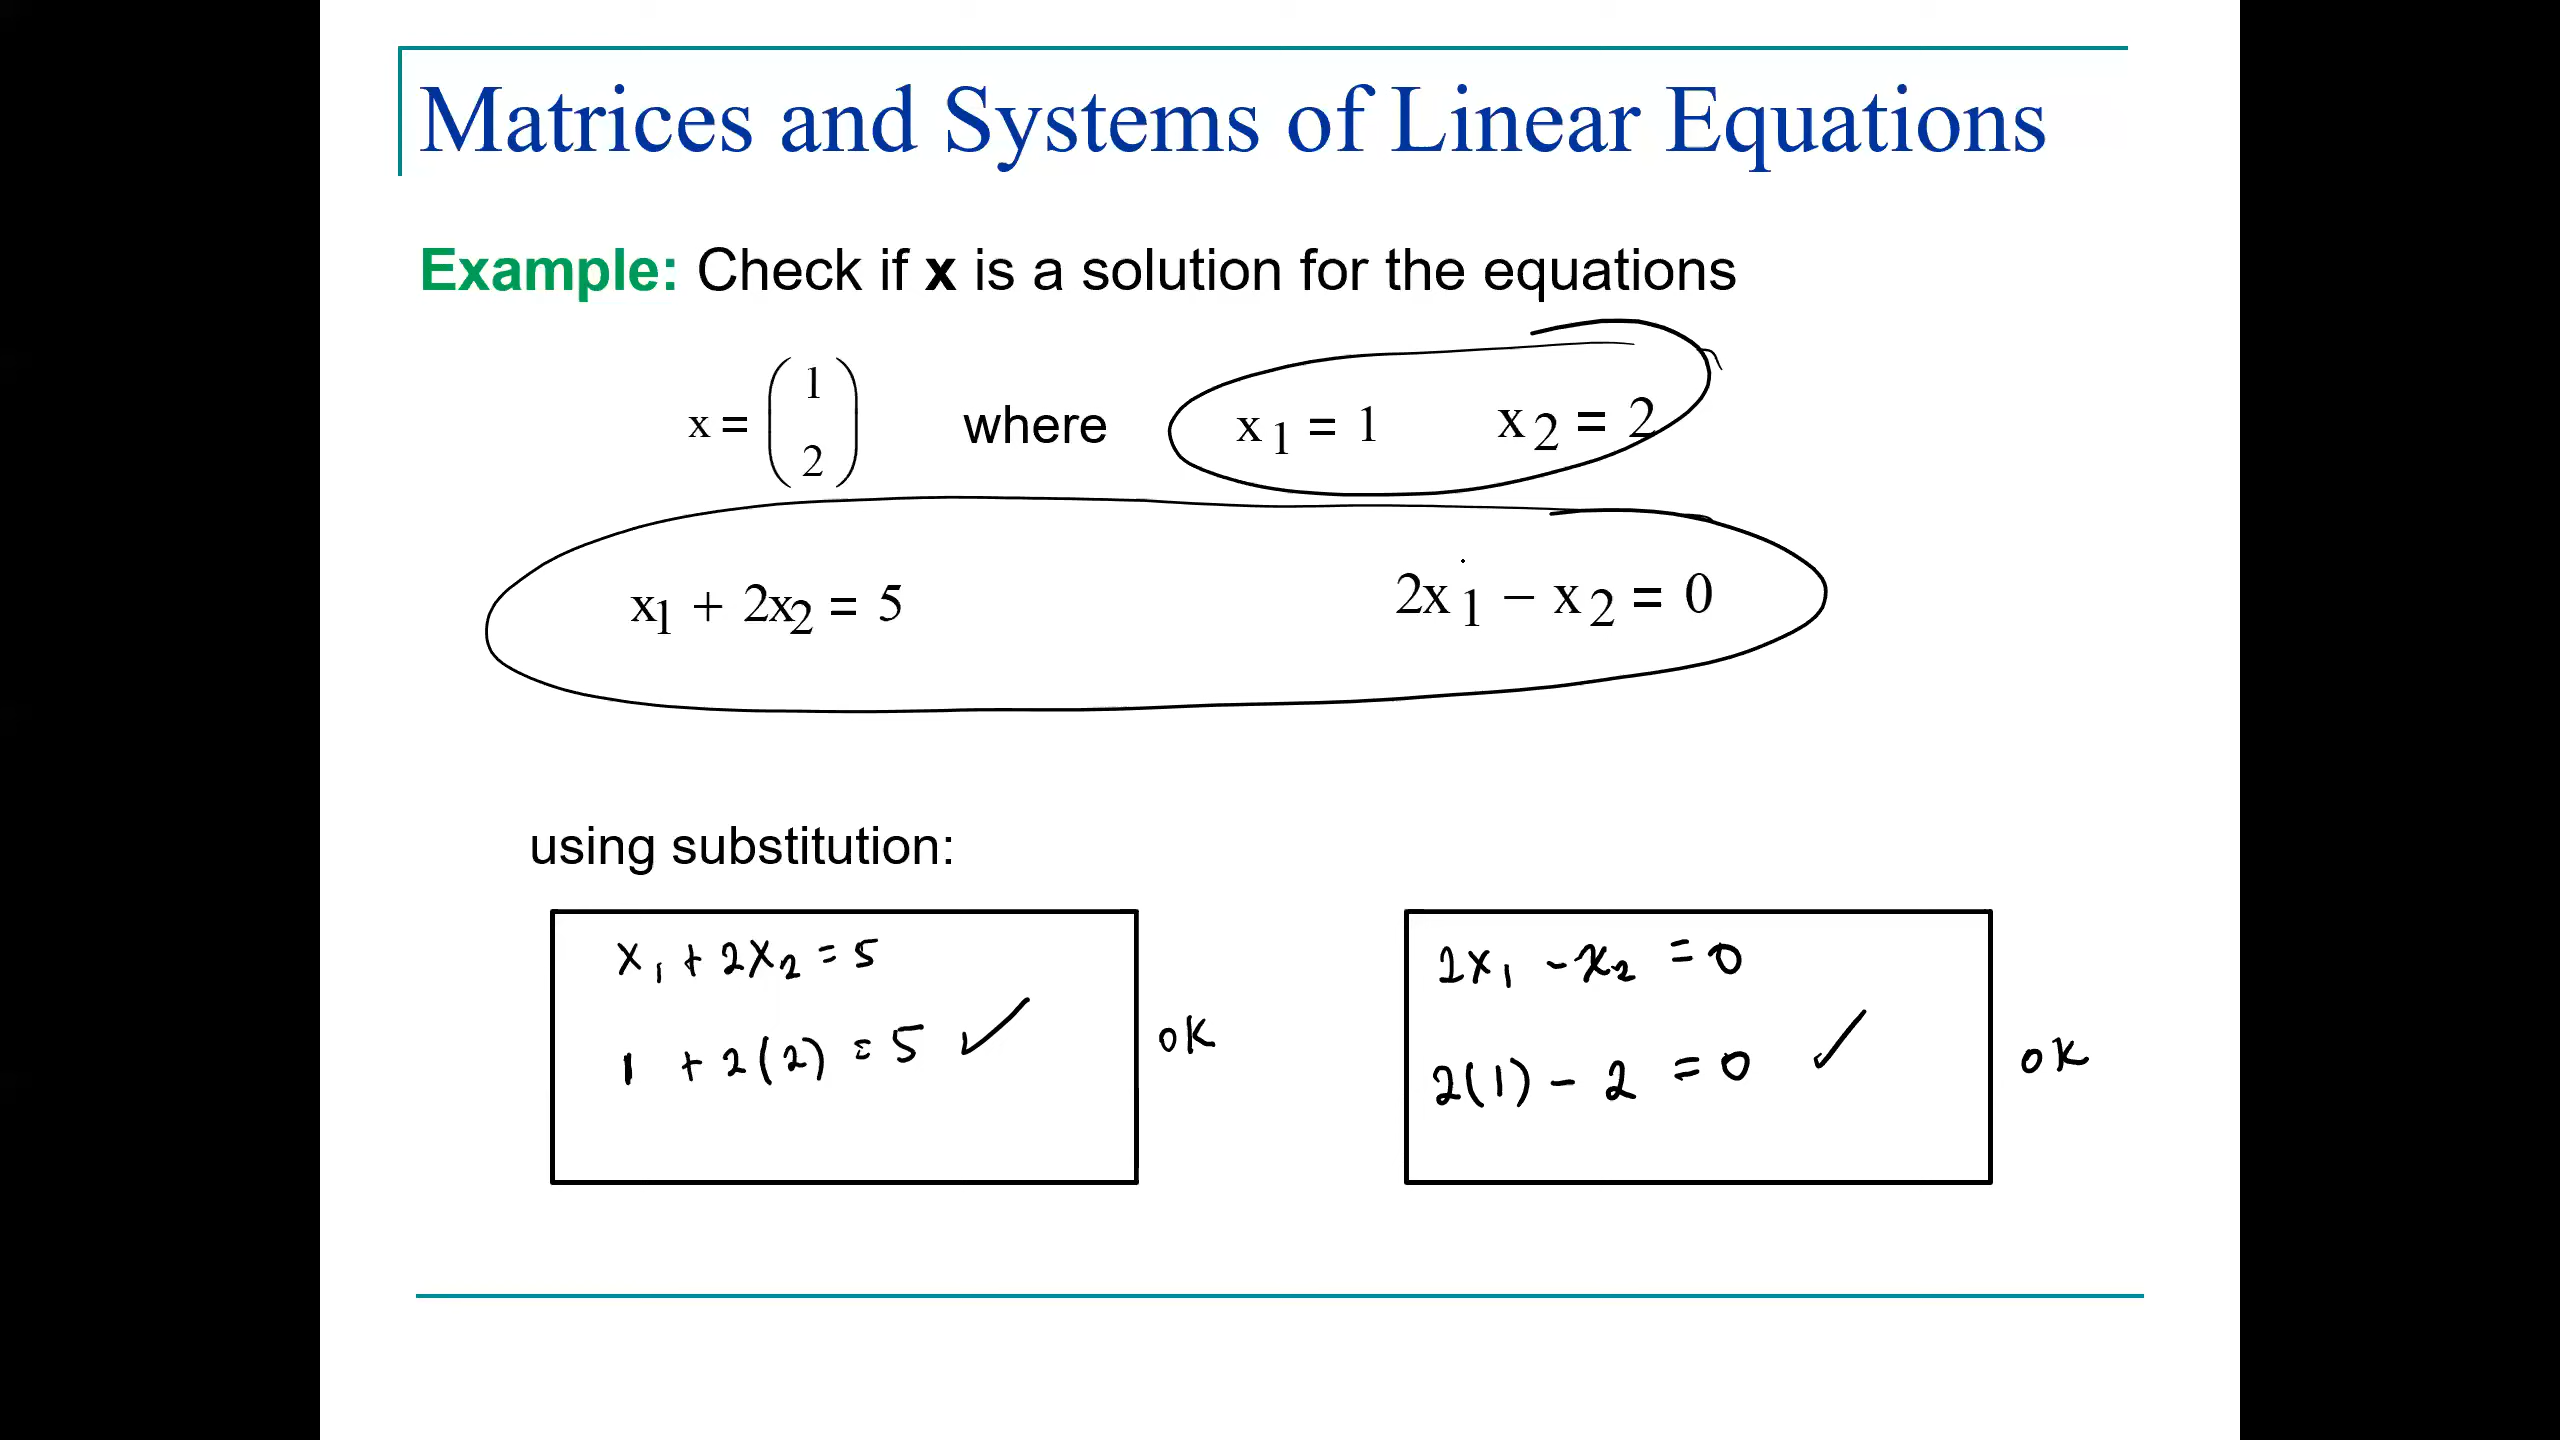 Matrices and Systems of Linear Equations
Example: Check if x is a solution for the equations
x = (1 2) where x₁ = 1 x₂ = 2
x₁ + 2x₂ = 5 2x₁ − x₂ = 0
using substitution:
x₁ + 2x₂ = 5 2x₁ - x₂ = 0
1 + 2(2) = 5 ✓ OK 2(1) - 2 = 0 ✓ OK